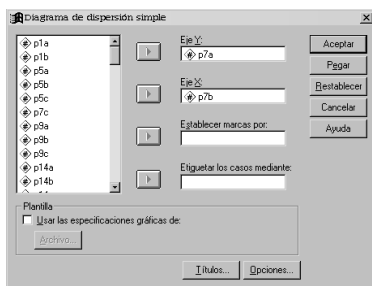 Diagrama de dispersión simple
p1a
p1b
p5a
p5b
p5c
p7c
p9a
p9b
p9c
p14a
p14b
Eje Y:
p7a
Eje X:
p7b
Establecer marcas por:
Etiquetar los casos mediante:
Aceptar
Pegar
Restablecer
Cancelar
Ayuda
Plantilla
Usar las especificaciones gráficas de:
Archivo...
Títulos...
Opciones...